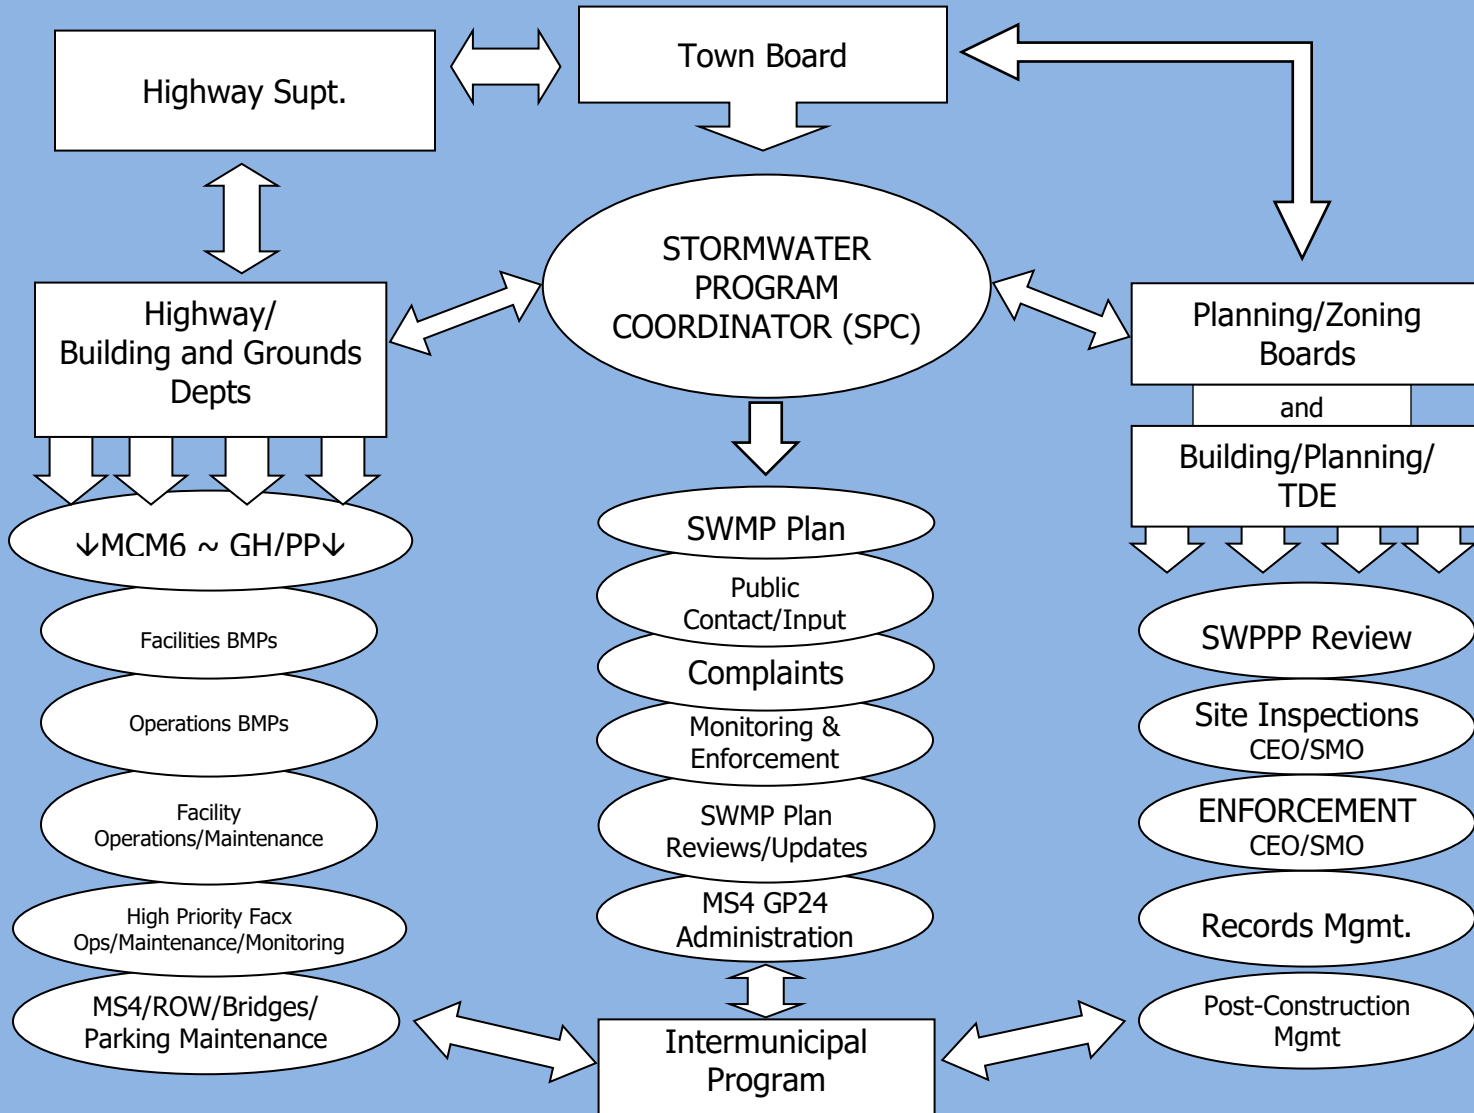 Highway Supt.
Town Board
STORMWATER
PROGRAM
COORDINATOR (SPC)
Highway/
Building and Grounds
Depts
Planning/Zoning
Boards
and
Building/Planning/
TDE
↓MCM6 ~ GH/PP↓
Facilities BMPs
Operations BMPs
Facility
Operations/Maintenance
High Priority Facx
Ops/Maintenance/Monitoring
MS4/ROW/Bridges/
Parking Maintenance
SWMP Plan
Public
Contact/Input
Complaints
Monitoring &
Enforcement
SWMP Plan
Reviews/Updates
MS4 GP24
Administration
Intermunicipal
Program
SWPPP Review
Site Inspections
CEO/SMO
ENFORCEMENT
CEO/SMO
Records Mgmt.
Post-Construction
Mgmt